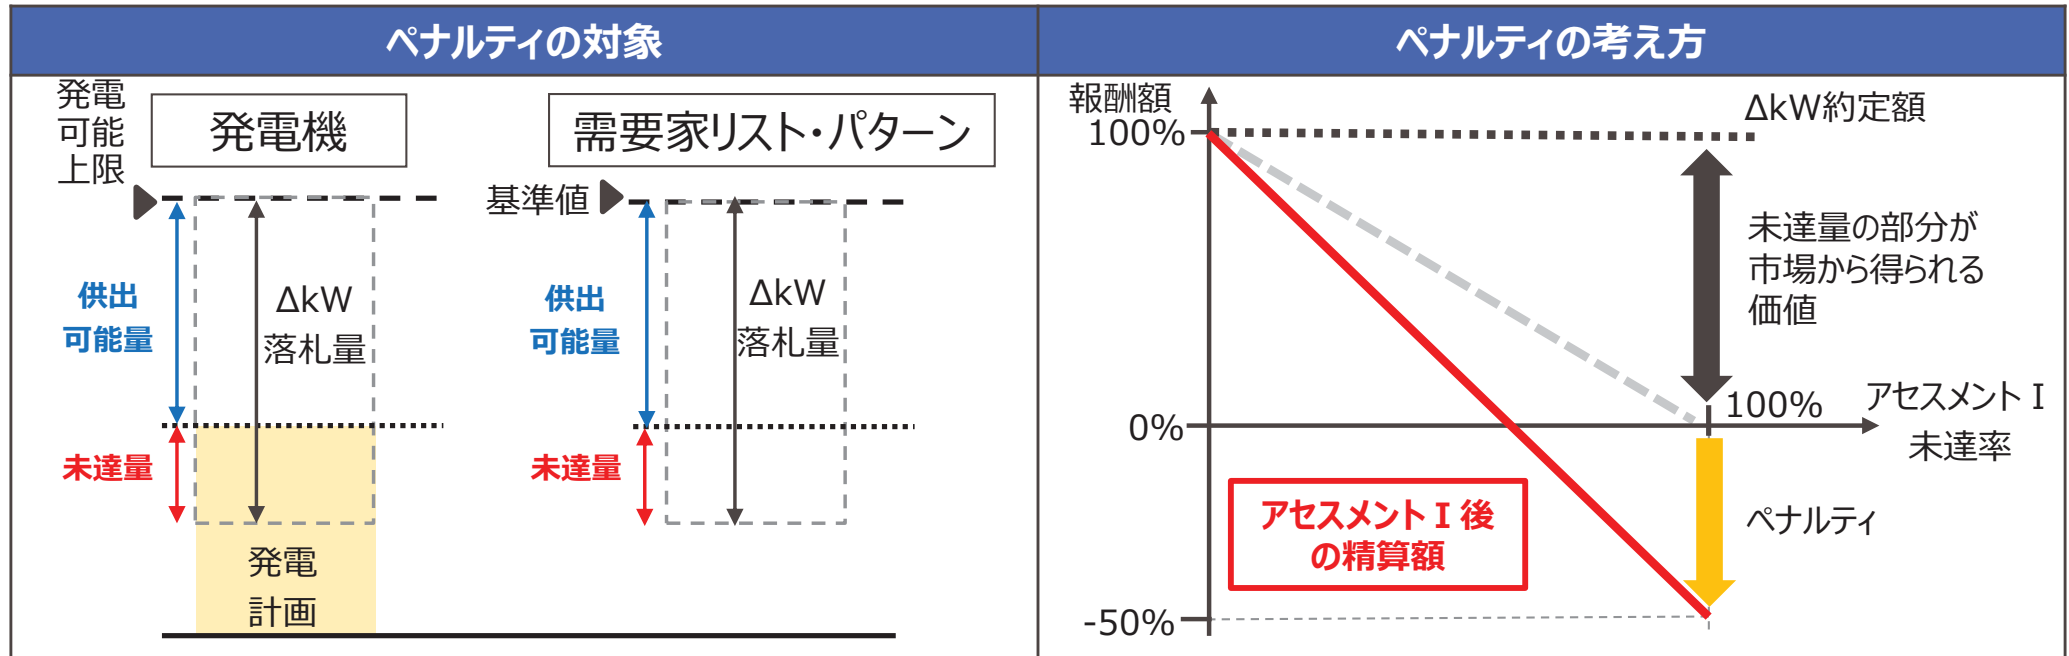 ペナルティの対象
発電
可能
上限
発電機
供出
可能量
ΔkW
落札量
未達量
発電
計画
需要家リスト・パターン
基準値
供出
可能量
ΔkW
落札量
未達量
ペナルティの考え方
報酬額
100%
ΔkW約定額
未達量の部分が
市場から得られる
価値
100%
アセスメントⅠ
未達率
0%
アセスメントⅠ後
の精算額
ペナルティ
-50%